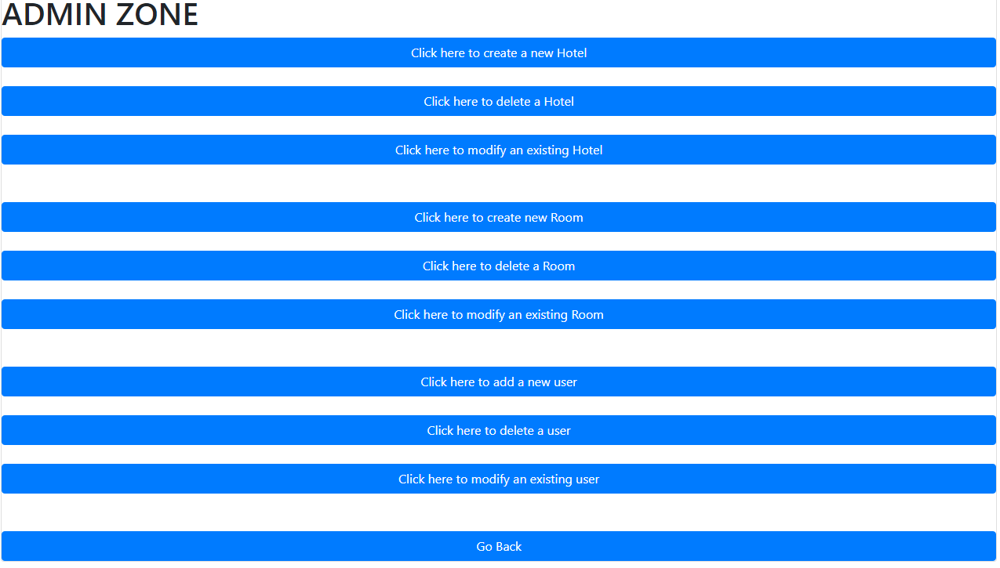 ADMIN ZONE
Click here to create a new Hotel
Click here to delete a Hotel
Click here to modify an existing Hotel
Click here to create new Room
Click here to delete a Room
Click here to modify an existing Room
Click here to add a new user
Click here to delete a user
Click here to modify an existing user
Go Back